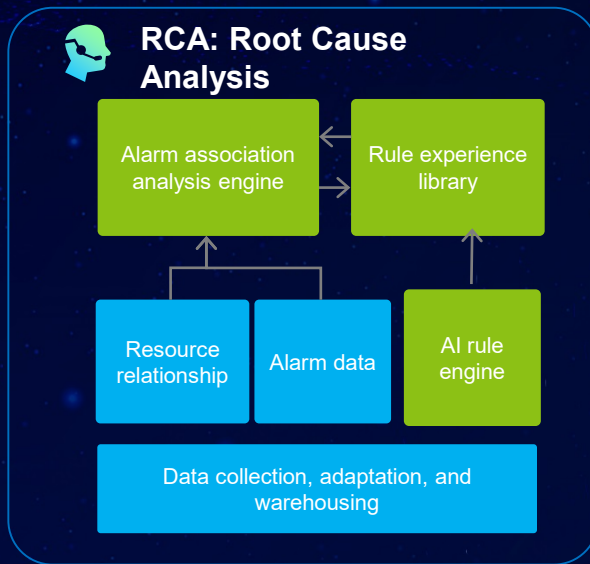 RCA: Root Cause
Analysis
Alarm association
analysis engine
Rule experience
library
Resource
relationship
Alarm data
AI rule
engine
Data collection, adaptation, and
warehousing